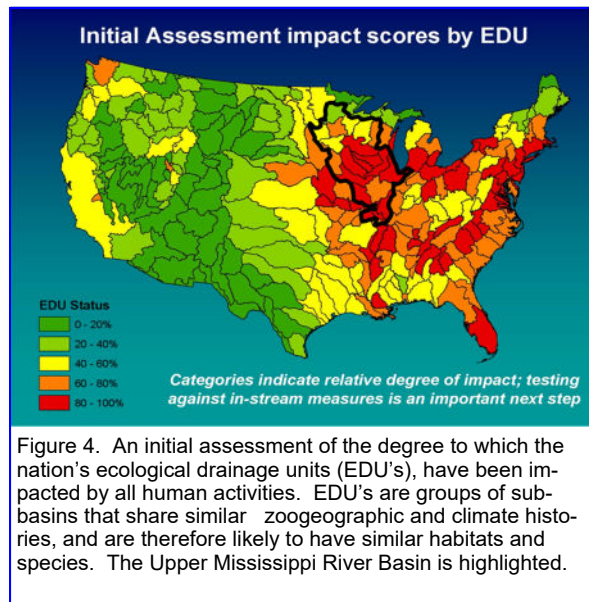 Initial Assessment impact scores by EDU
EDU Status
0 - 20%
20 - 40%
40 - 60%
60 - 80%
80 - 100%
Categories indicate relative degree of impact; testing
against in-stream measures is an important next step
Figure 4. An initial assessment of the degree to which the
nation's ecological drainage units (EDU's), have been im-
pacted by all human activities. EDU's are groups of sub-
basins that share similar zoogeographic and climate histo-
ries, and are therefore likely to have similar habitats and
species. The Upper Mississippi River Basin is highlighted.